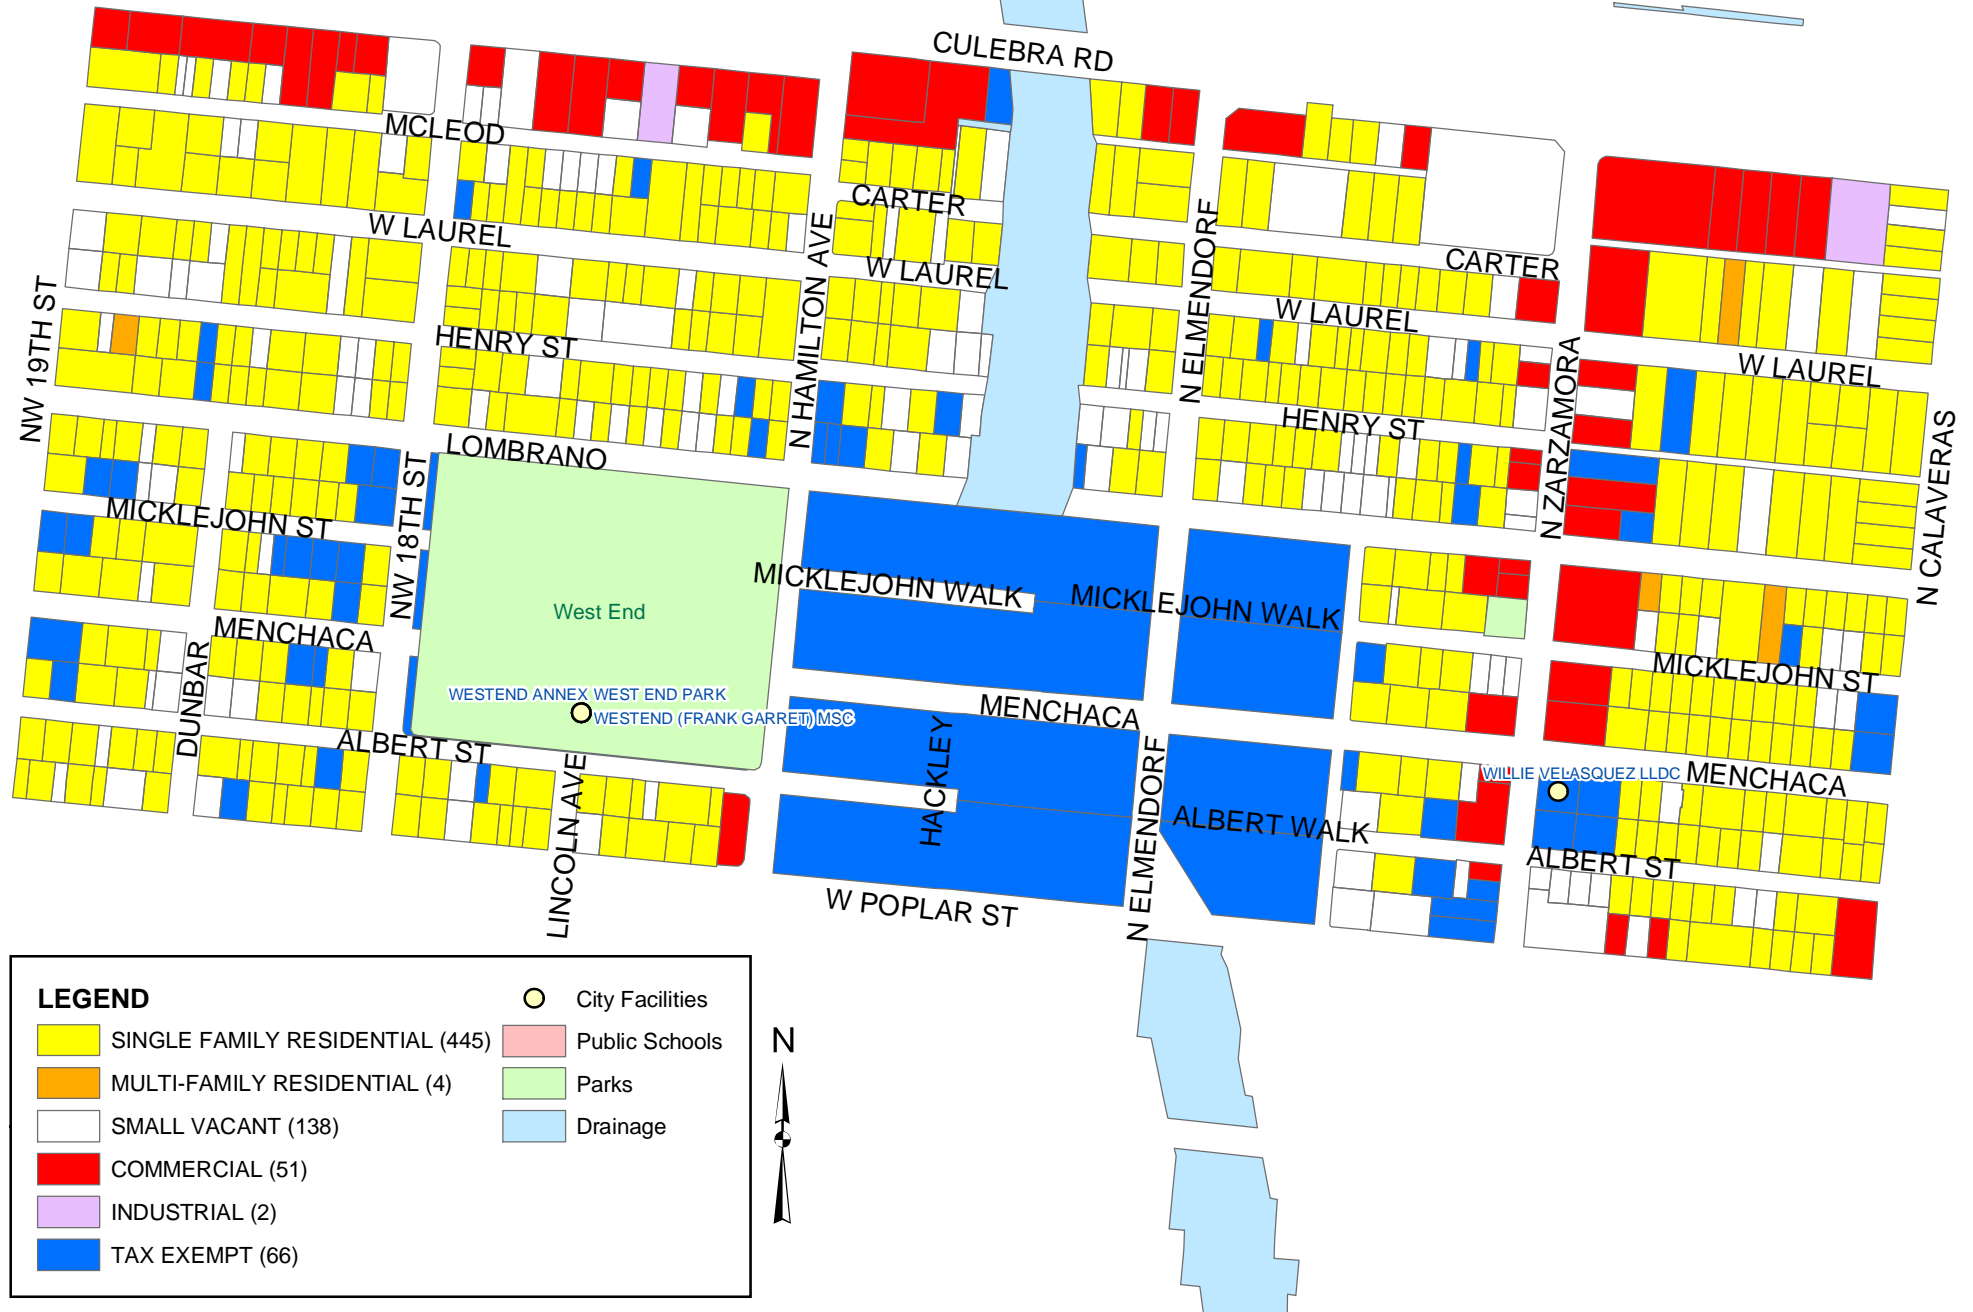 CULEBRA RD
MCLEOD
CARTER
W LAUREL
W LAUREL
CARTER
W LAUREL
W LAUREL
NW 19TH ST
HENRY ST
N HAMILTON AVE
N ELMENDORF
N ZARZAMORA
HENRY ST
N CALAVERAS
LOMBRANO
NW 18TH ST
MICKLEJOHN ST
MICKLEJOHN WALK
MICKLEJOHN WALK
West End
MENCHACA
DUNBAR
MICKLEJOHN ST
WESTEND ANNEX WEST END PARK
WESTEND (FRANK GARRET) MSC
MENCHACA
HACKLEY
ALBERT ST
LINCOLN AVE
N ELMENDORF
WILLIE VELASQUEZ LLDC
MENCHACA
ALBERT WALK
ALBERT ST
W POPLAR ST
LEGEND
SINGLE FAMILY RESIDENTIAL (445)
MULTI-FAMILY RESIDENTIAL (4)
SMALL VACANT (138)
COMMERCIAL (51)
INDUSTRIAL (2)
TAX EXEMPT (66)
City Facilities
Public Schools
Parks
Drainage
N